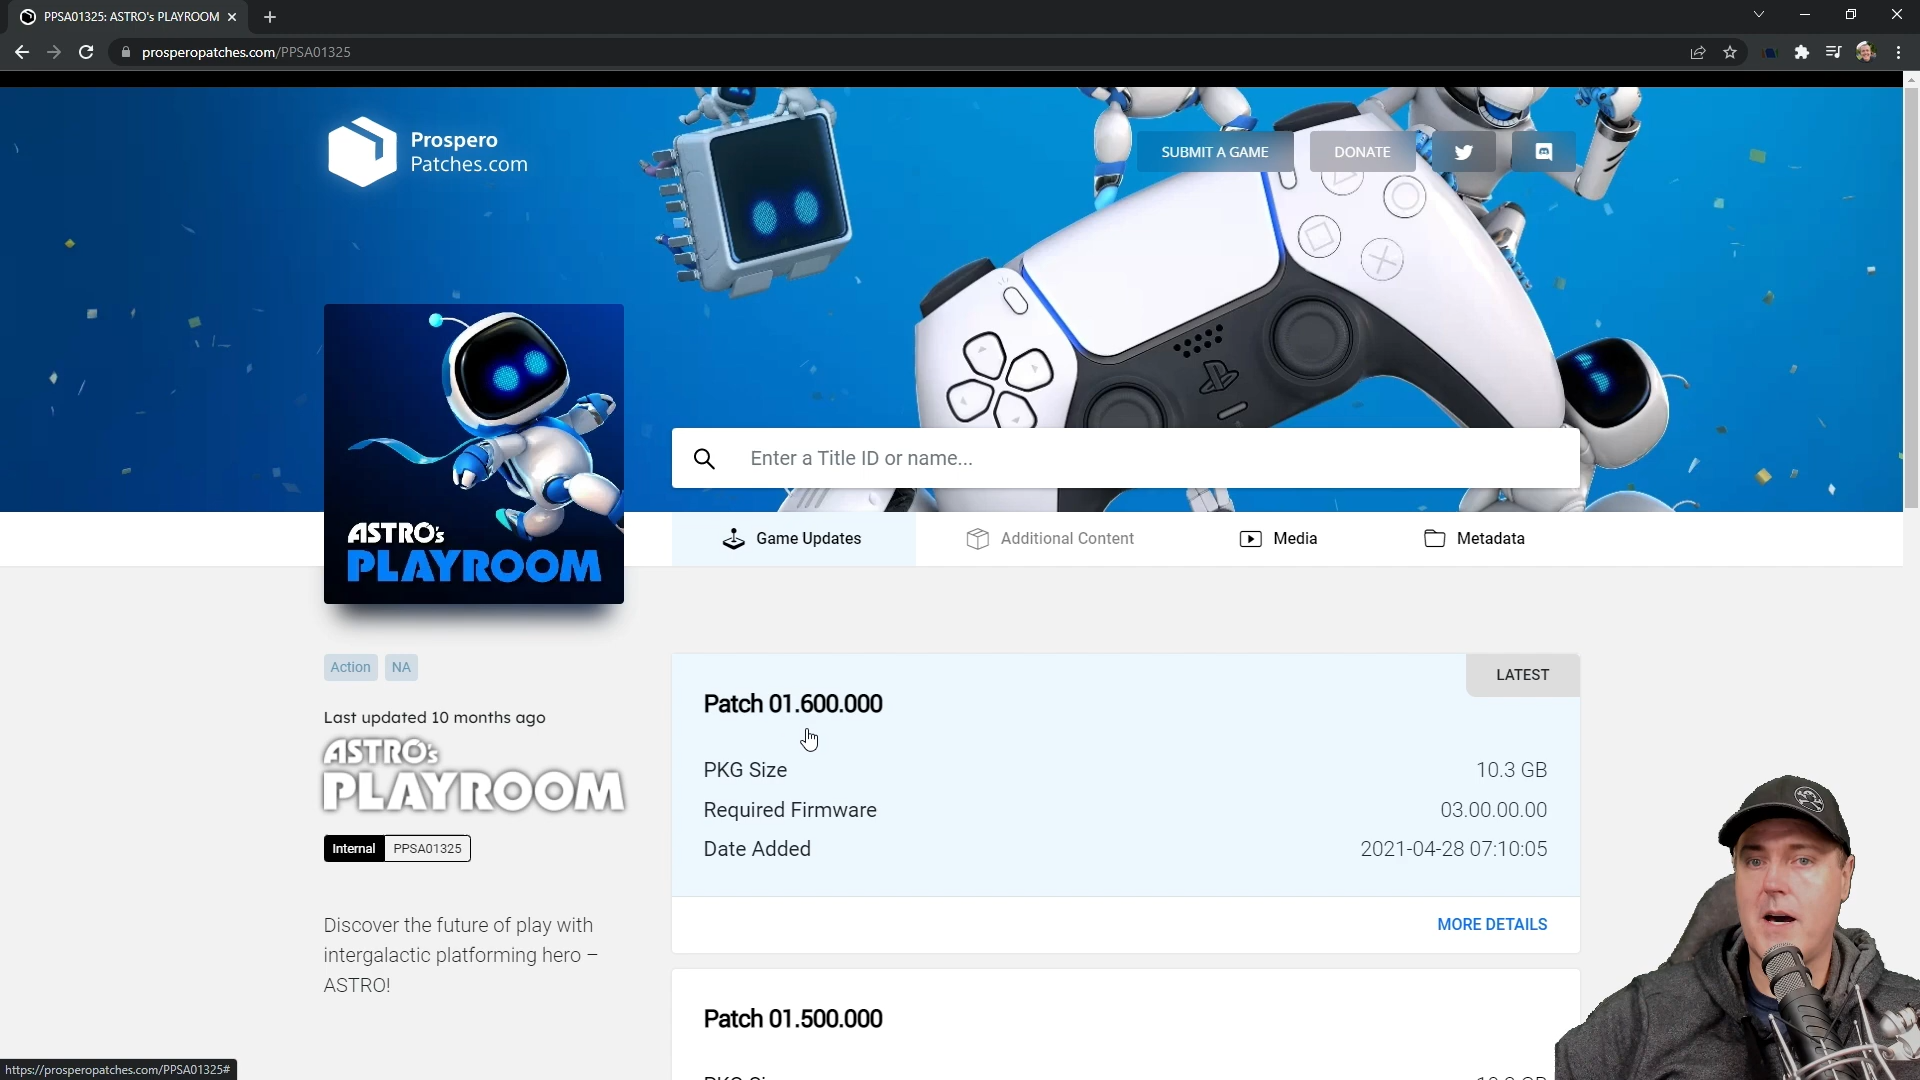 PPSA01325: ASTRO's PLAYROOM
prosperopatches.com/PPSA01325
Prospero
Patches.com
SUBMIT A GAME
DONATE
Enter a Title ID or name...
ASTRO's
PLAYROOM
Game Updates
Additional Content
Media
Metadata
Action
NA
Last updated 10 months ago
ASTRO's
PLAYROOM
Internal
PPSA01325
Discover the future of play with
intergalactic platforming hero –
ASTRO!
LATEST
Patch 01.600.000
PKG Size
10.3 GB
Required Firmware
03.00.00.00
Date Added
2021-04-28 07:10:05
MORE DETAILS
Patch 01.500.000
https://prosperopatches.com/PPSA01325#